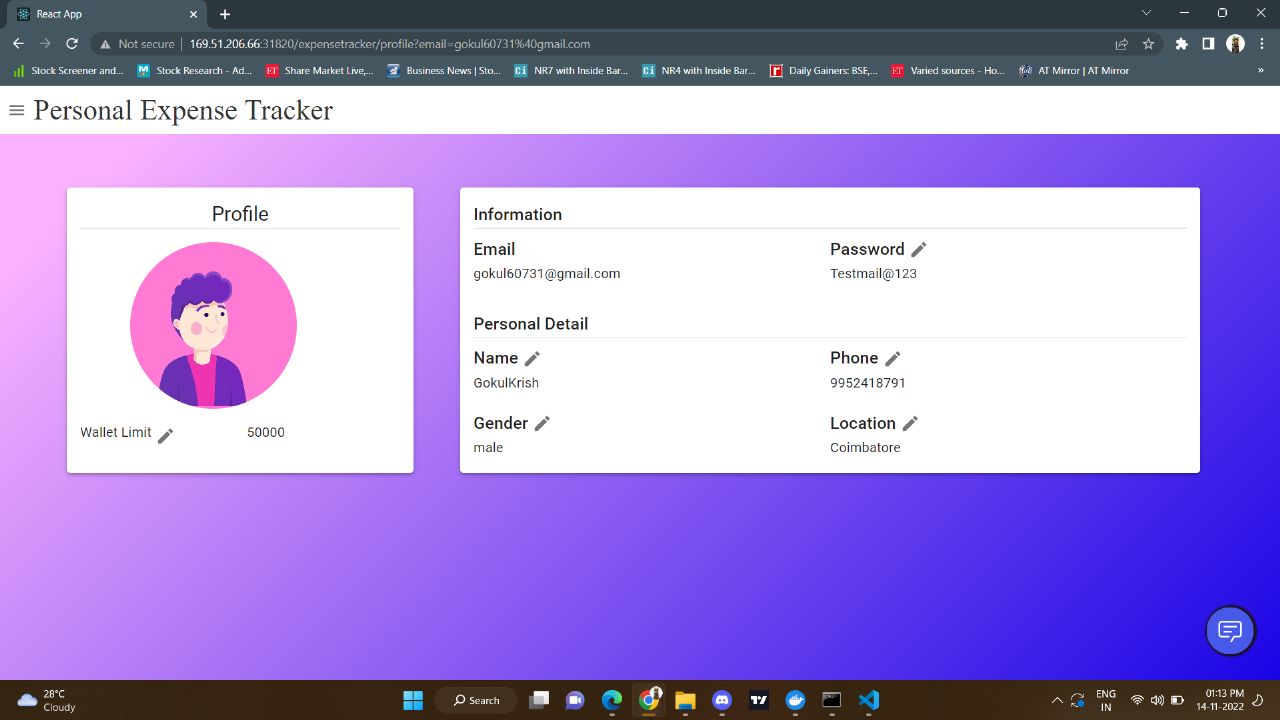 React App
Not secure | 169.51.206.66:31820/expensetracker/profile?email=gokul60731%40gmail.com
Stock Screener and... Stock Research - Ad... Share Market Live,... Business News | Sto... NR7 with Inside Bar... NR4 with Inside Bar... Daily Gainers: BSE,... Varied sources - Ho... AT Mirror | AT Mirror »
Personal Expense Tracker
Profile
Wallet Limit 50000
Information
Email Password
gokul60731@gmail.com Testmail@123
Personal Detail
Name Phone
GokulKrish 9952418791
Gender Location
male Coimbatore
28°C
Cloudy
Search
ENG
IN
01:13 PM
14-11-2022